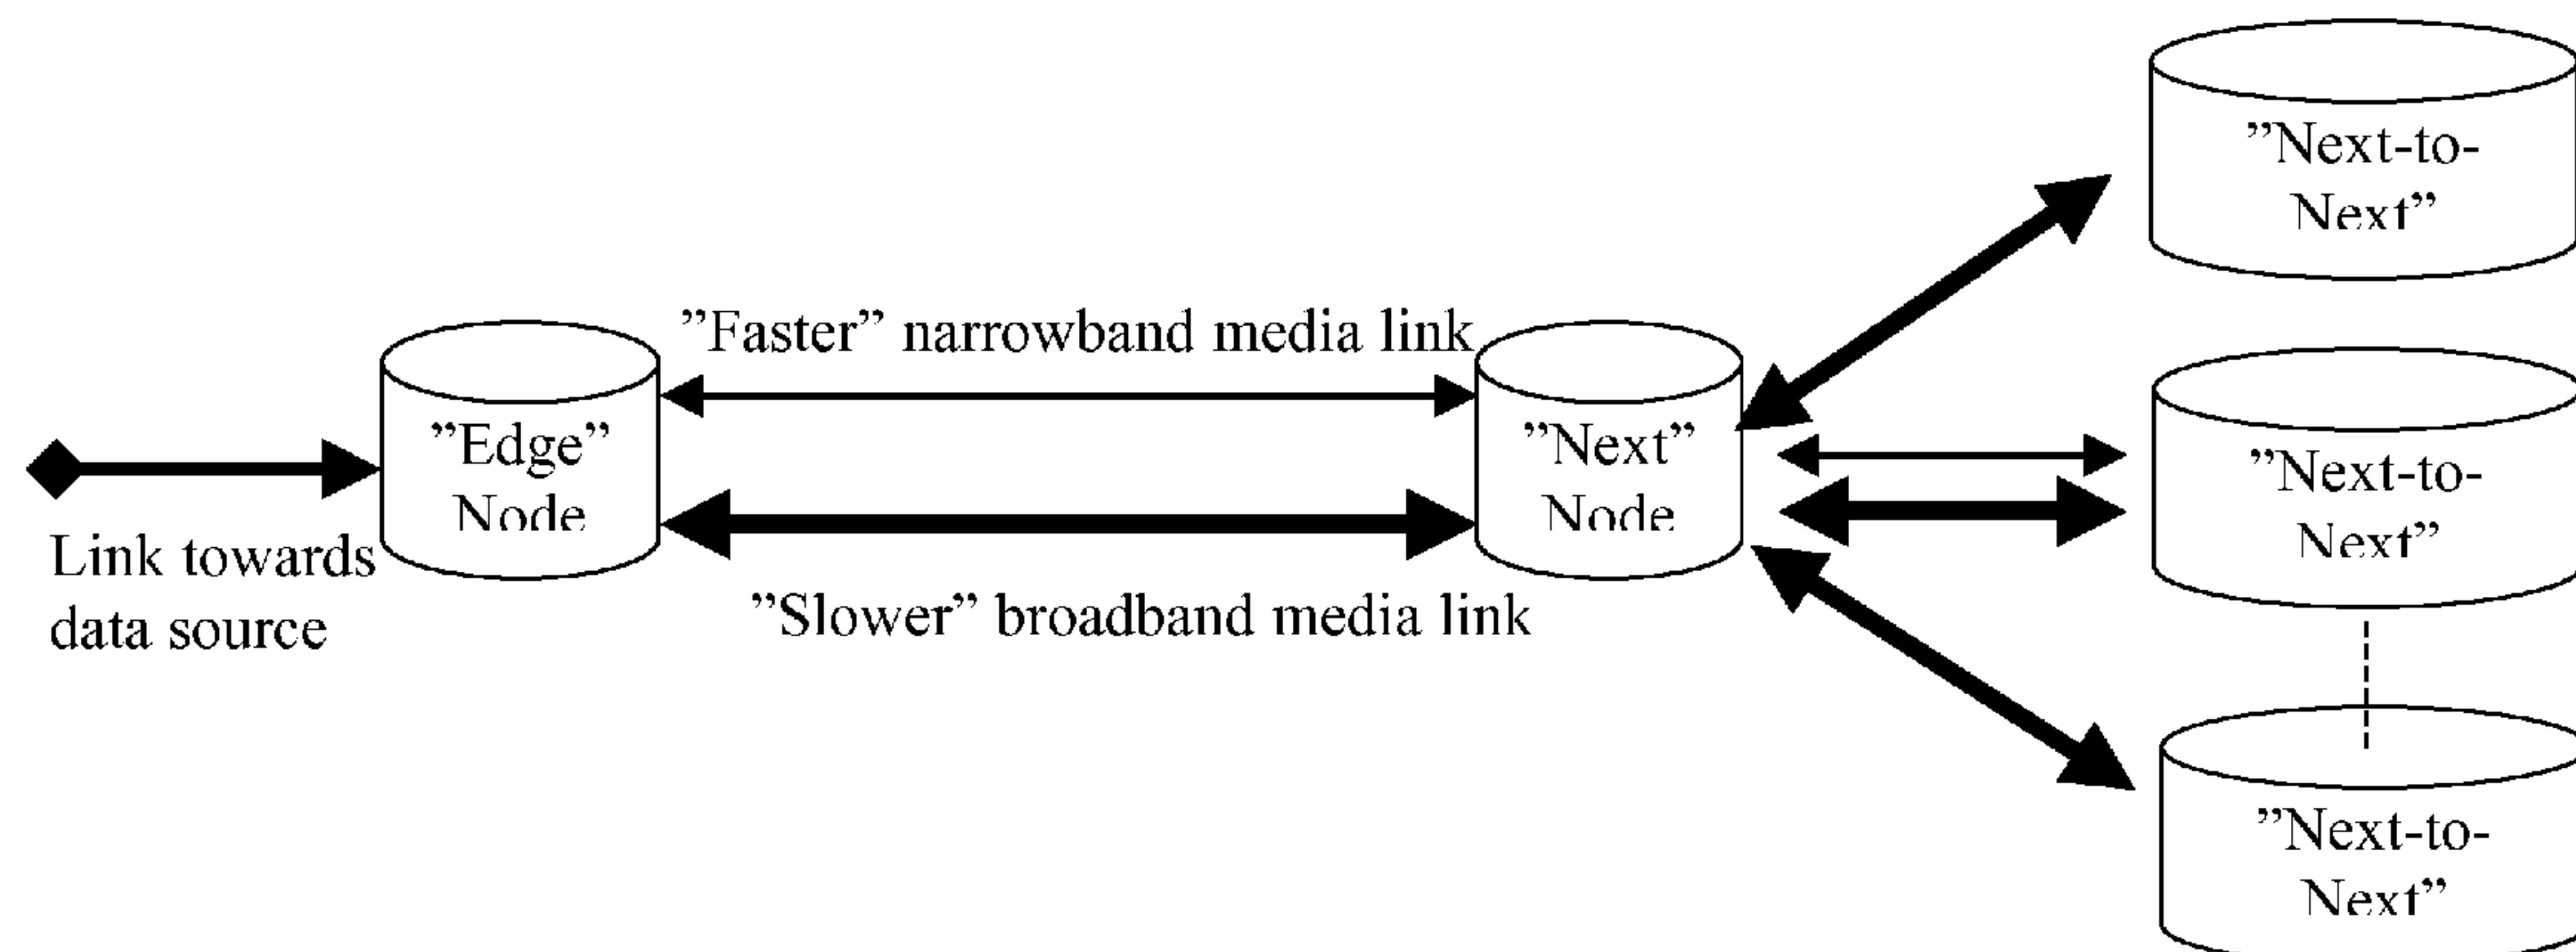 ”Next-to-
Next”
”Faster” narrowband media link
”Edge”
Node
”Next”
Node
”Next-to-
Next”
Link towards
data source
”Slower” broadband media link
”Next-to-
Next”